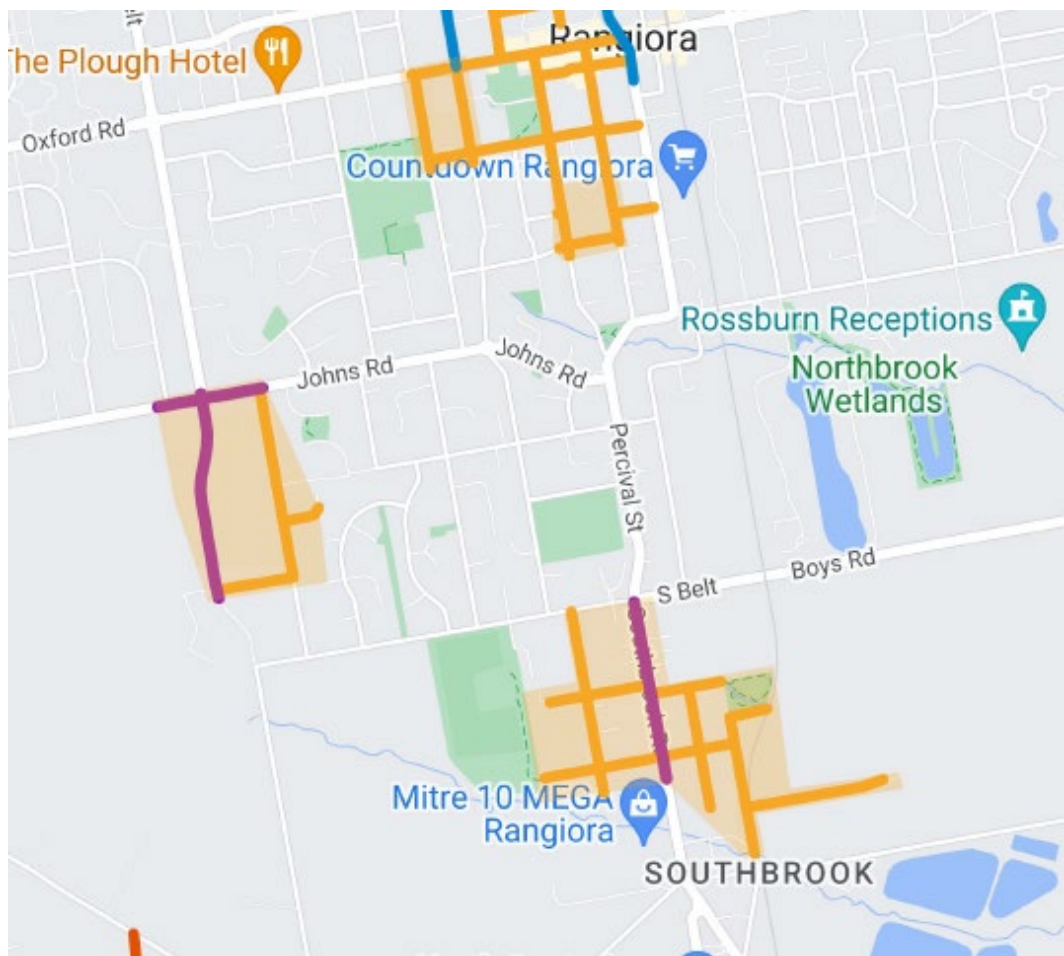 elt
Rangiora
The Plough Hotel
Oxford Rd
Countdown Rangiora
Rossburn Receptions
Northbrook
Wetlands
Johns Rd
Johns Rd
Percival St
Boys Rd
S Belt
Mitre 10 MEGA
Rangiora
SOUTHBROOK